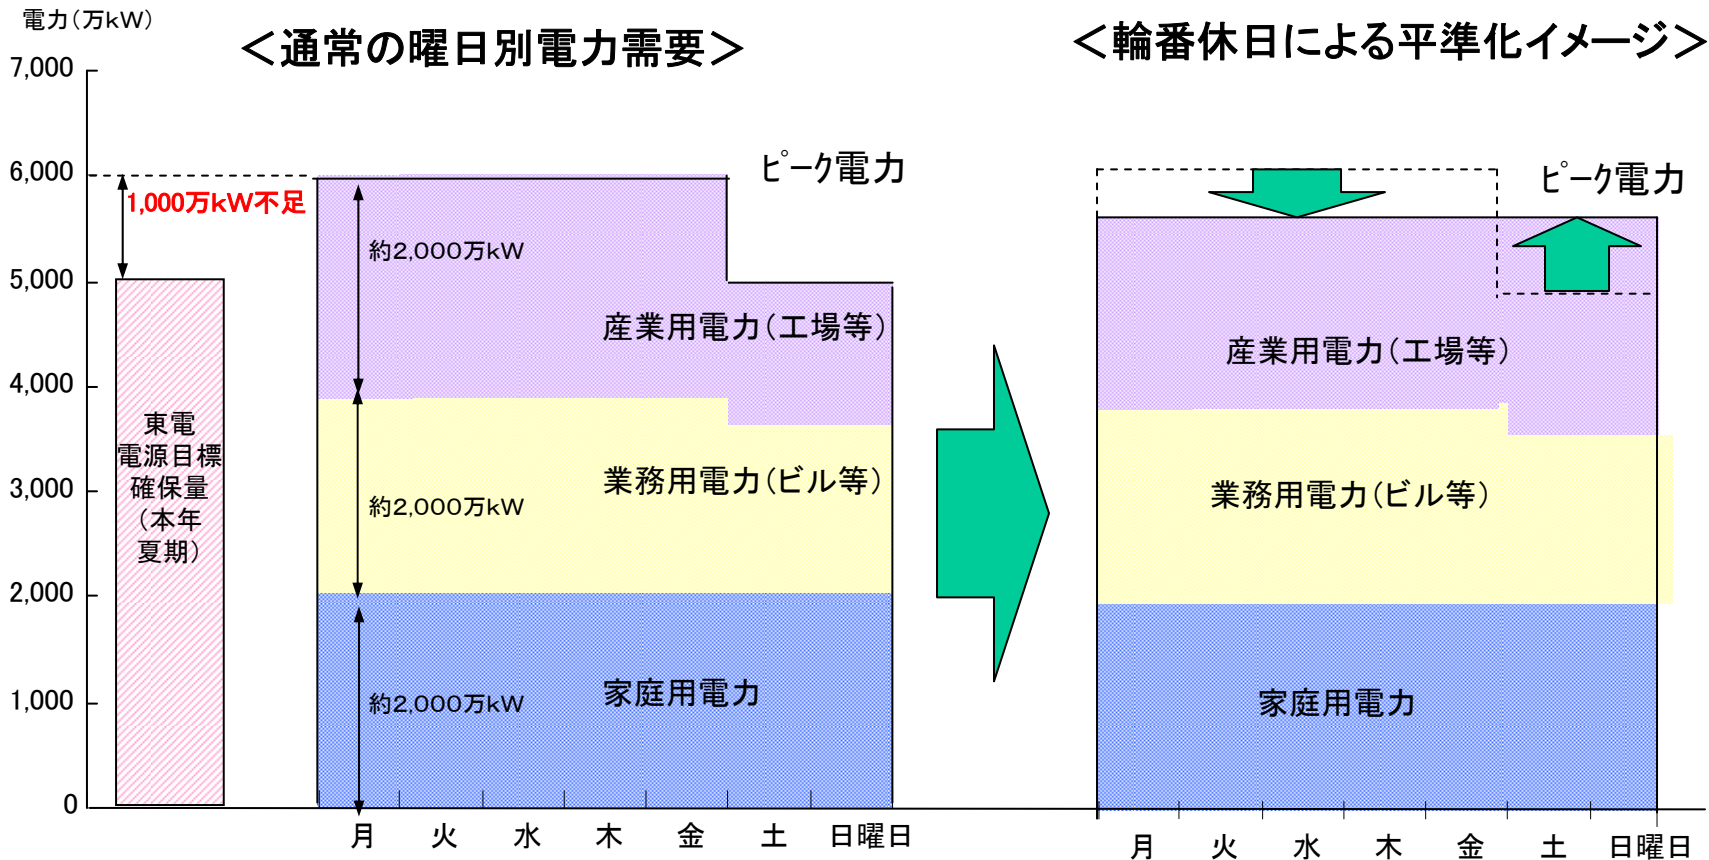 電力（万kW）
＜通常の曜日別電力需要＞
＜輪番休日による平準化イメージ＞
7,000
6,000
5,000
4,000
3,000
2,000
1,000
0
1,000万kW不足
ピーク電力
約2,000万kW
産業用電力（工場等）
業務用電力（ビル等）
約2,000万kW
家庭用電力
約2,000万kW
東電
電源目標
確保量
（本年
夏期）
月 火 水 木 金 土 日曜日
ピーク電力
産業用電力（工場等）
業務用電力（ビル等）
家庭用電力
月 火 水 木 金 土 日曜日